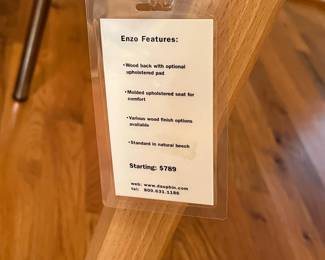 Enzo Features:
•Wood back with optional
upholstered pad
•Molded upholstered seat for
comfort
•Various wood finish options
available
•Standard in natural beech
Starting: $789
web: www.dauphin.com
tel: 800.631.1186